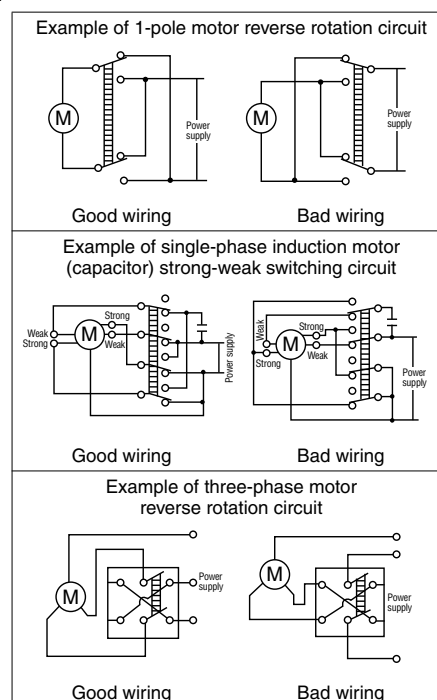 Example of 1-pole motor reverse rotation circuit
M
Power
supply
M
Power
supply
Good wiring
Bad wiring
Example of single-phase induction motor
(capacitor) strong-weak switching circuit
Strong
Weak
Strong
M
Weak
Power supply
Weak
Strong
M
Strong
Weak
Power
supply
Good wiring
Bad wiring
Example of three-phase motor
reverse rotation circuit
M
Power
supply
M
Power
supply
Good wiring
Bad wiring